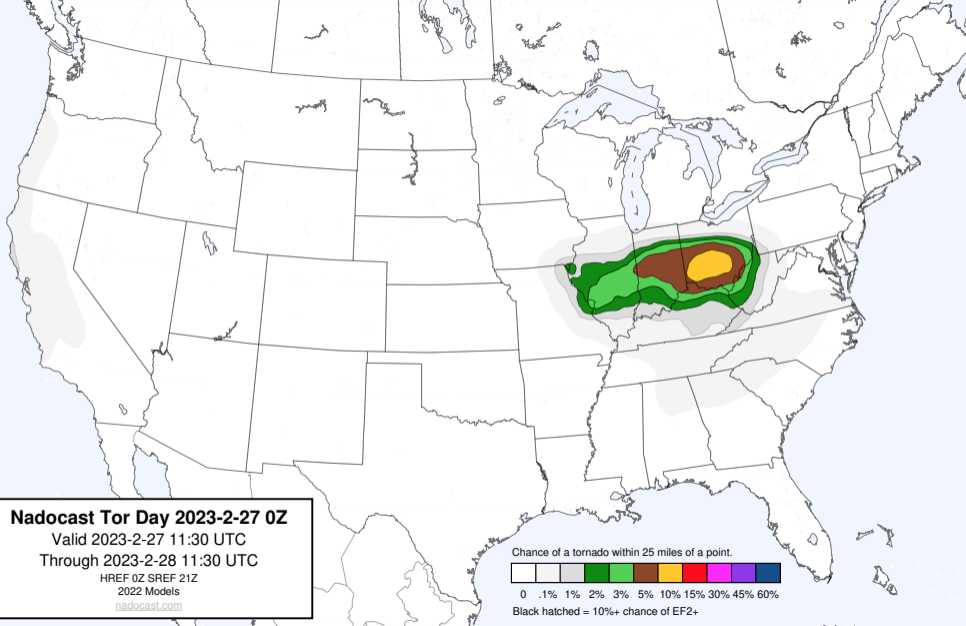 Nadocast Tor Day 2023-2-27 0Z
Valid 2023-2-27 11:30 UTC
Through 2023-2-28 11:30 UTC
HREF 0Z SREF 21Z
2022 Models
nadocast.com
Chance of a tornado within 25 miles of a point.
0 .1% 1% 2% 3% 5% 10% 15% 30% 45% 60%
Black hatched = 10%+ chance of EF2+